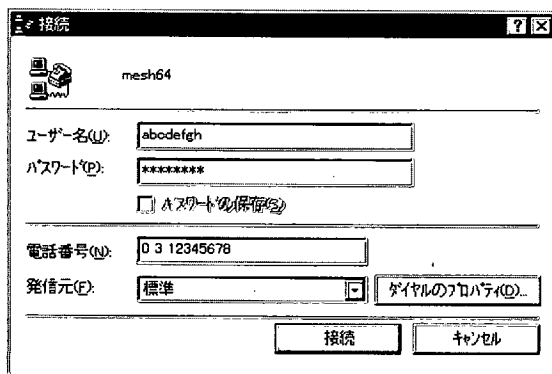 接続
mesh64
ユーザー名(U): abcdefgh
パスワード(P): ********
パスワードの保存(S)
電話番号(N): 0 3 12345678
発信元(F): 標準 ダイヤルのプロパティ(D)...
接続 キャンセル